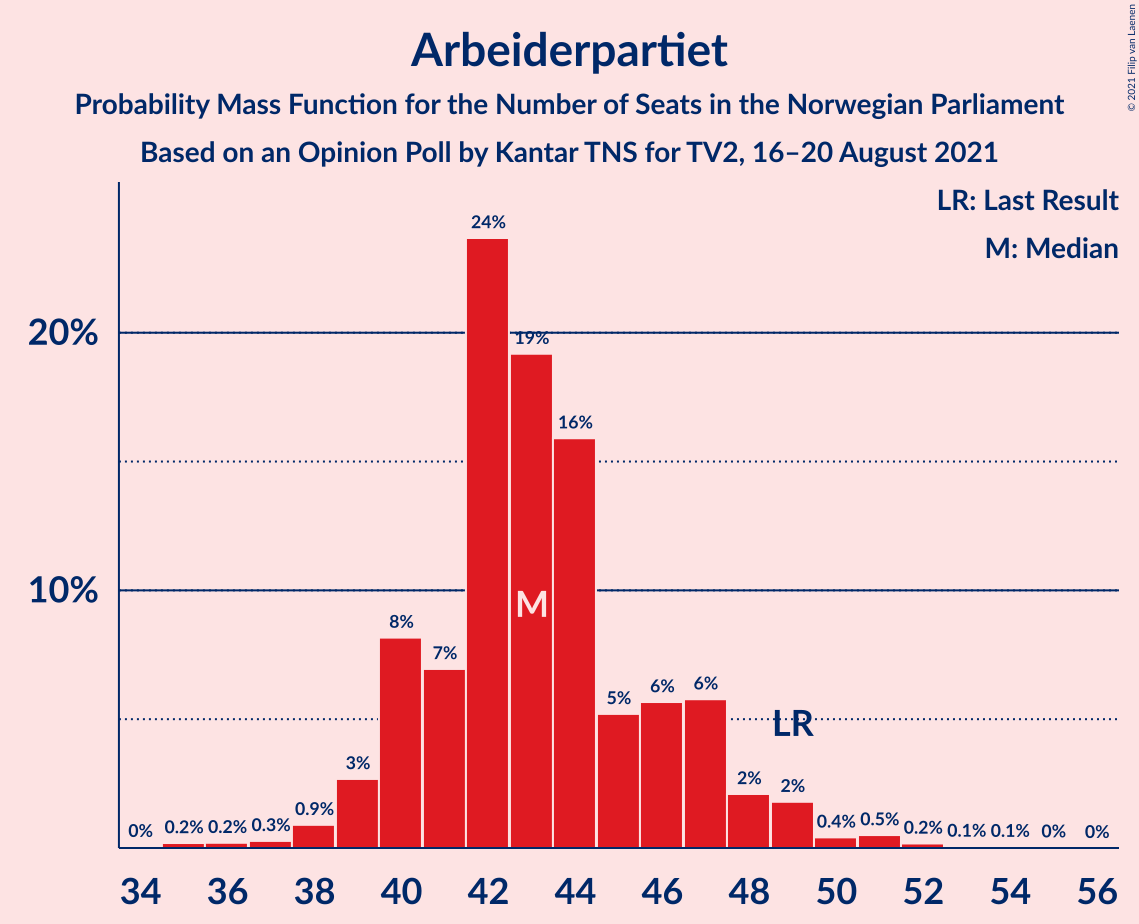 Arbeiderpartiet
Probability Mass Function for the Number of Seats in the Norwegian Parliament
Based on an Opinion Poll by Kantar TNS for TV2, 16–20 August 2021
© 2021 Filip van Laenen
LR: Last Result
M: Median
20%
10%
0% 0.2% 0.2% 0.3% 0.9% 3% 8% 7% 24% 19% 16% 5% 6% 6% 2% 2% 0.4% 0.5% 0.2% 0.1% 0.1% 0% 0%
M
LR
34 36 38 40 42 44 46 48 50 52 54 56